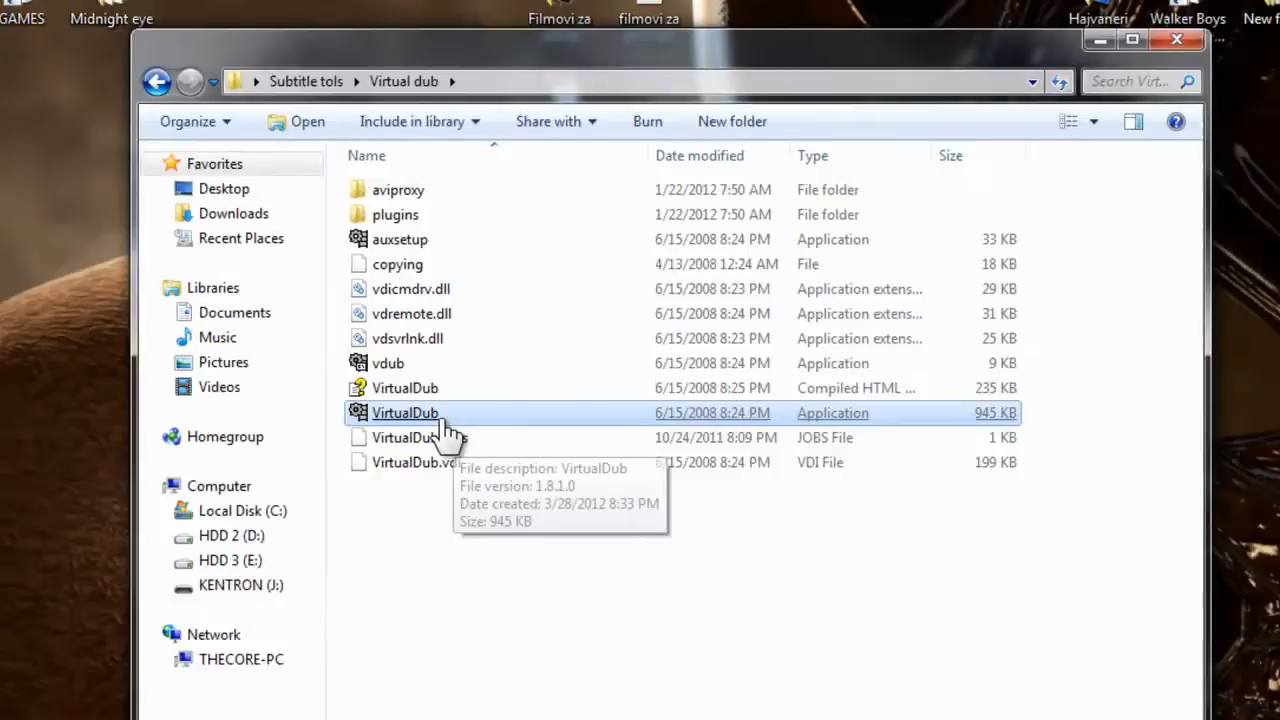 GAMES Midnight eye Filmovi za filmovi za Hajvaneri Walker Boys New f
Subtitle tols Virtual dub Search Virt...
Organize Open Include in library Share with Burn New folder
Name Date modified Type Size
Favorites
Desktop
Downloads
Recent Places
Libraries
Documents
Music
Pictures
Videos
Homegroup
Computer
Local Disk (C:)
HDD 2 (D:)
HDD 3 (E:)
KENTRON (J:)
Network
THECORE-PC
aviproxy 1/22/2012 7:50 AM File folder
plugins 1/22/2012 7:50 AM File folder
auxsetup 6/15/2008 8:24 PM Application 33 KB
copying 4/13/2008 12:24 AM File 18 KB
vdicmdrv.dll 6/15/2008 8:23 PM Application extens... 29 KB
vdremote.dll 6/15/2008 8:24 PM Application extens... 31 KB
vdsvrlnk.dll 6/15/2008 8:23 PM Application extens... 25 KB
vdub 6/15/2008 8:24 PM Application 9 KB
VirtualDub 6/15/2008 8:25 PM Compiled HTML ... 235 KB
VirtualDub 6/15/2008 8:24 PM Application 945 KB
VirtualDub 10/24/2011 8:09 PM JOBS File 1 KB
VirtualDub.vd 6/15/2008 8:24 PM VDI File 199 KB
File description: VirtualDub
File version: 1.8.1.0
Date created: 3/28/2012 8:33 PM
Size: 945 KB